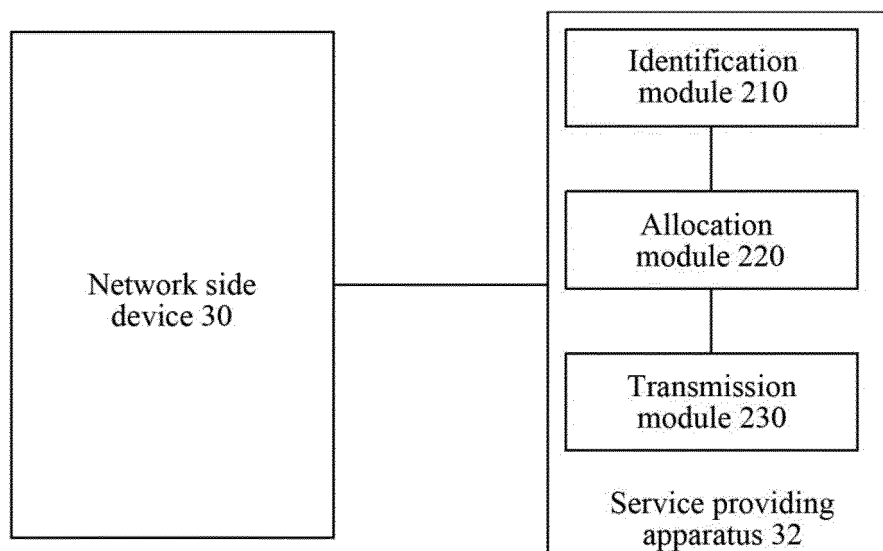 Network side
device 30
Identification
module 210
Allocation
module 220
Transmission
module 230
Service providing
apparatus 32